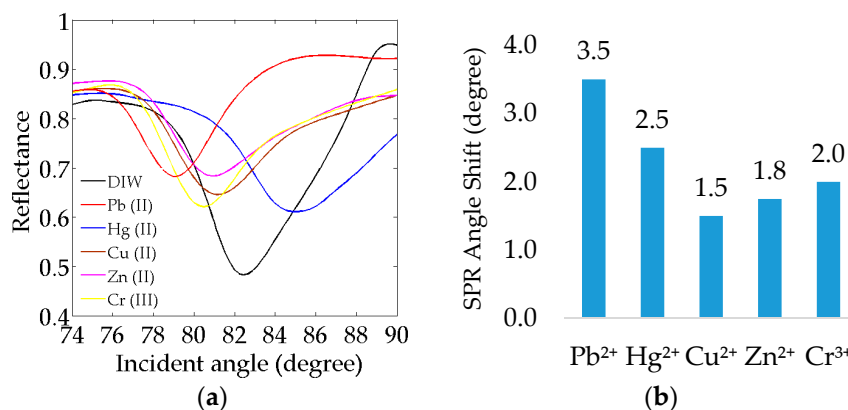 1
0.9
0.8
0.7
0.6
0.5
0.4
Reflectance
DIW
Pb (II)
Hg (II)
Cu (II)
Zn (II)
Cr (III)
74 76 78 80 82 84 86 88 90
Incident angle (degree)
(a)
SPR Angle Shift (degree)
4.0
3.0
2.0
1.0
0.0
3.5
2.5
1.5
1.8
2.0
Pb²⁺ Hg²⁺ Cu²⁺ Zn²⁺ Cr³⁺
(b)